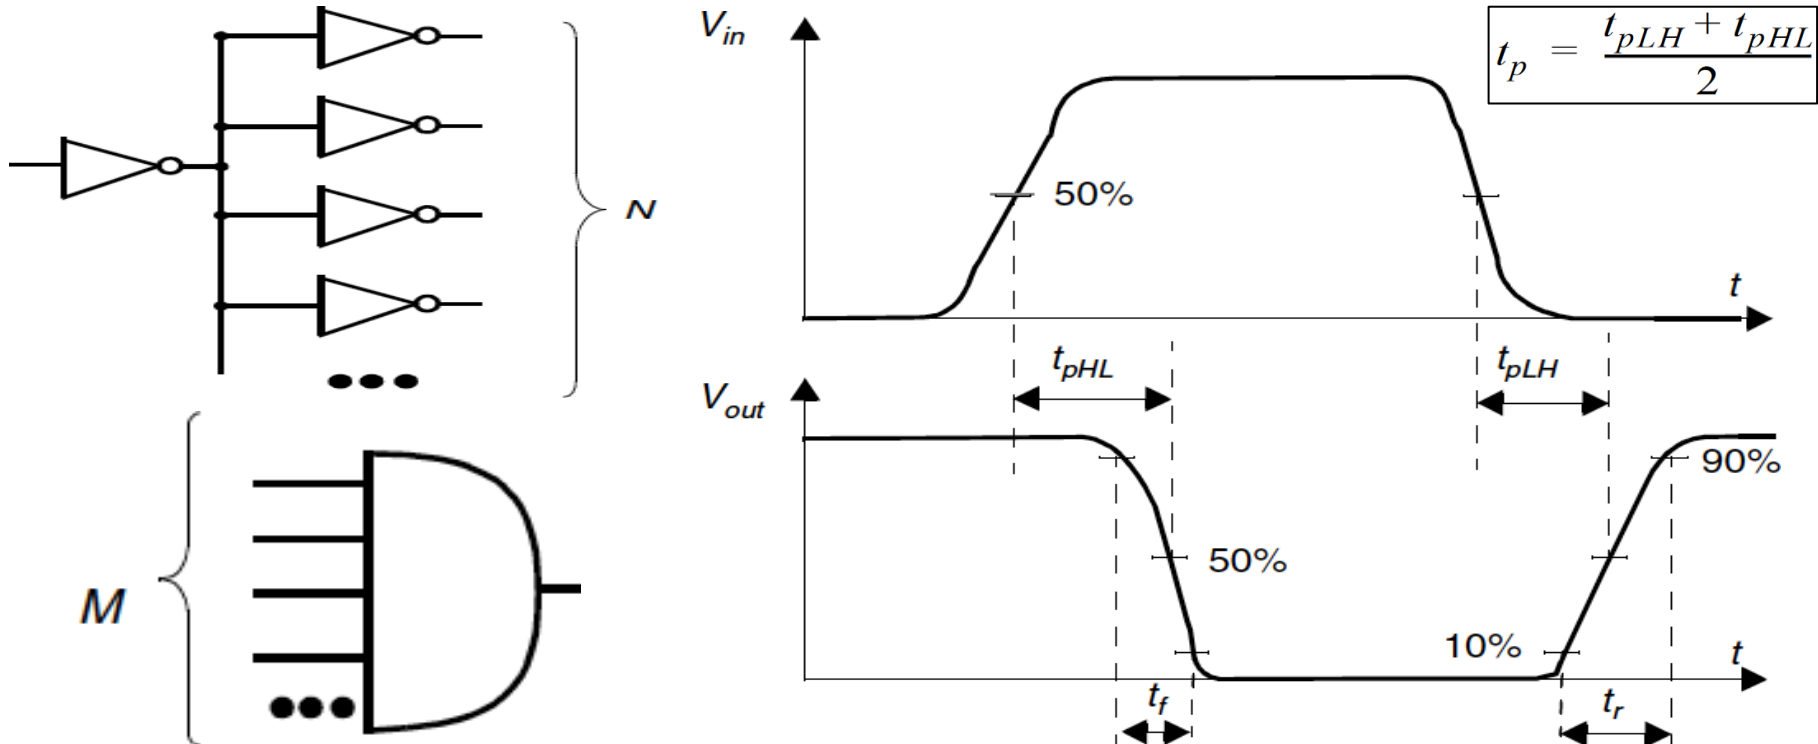 N
M
V_in
t_p = (t_pLH + t_pHL) / 2
50%
t
t_pHL
t_pLH
V_out
90%
50%
10%
t
t_f
t_r